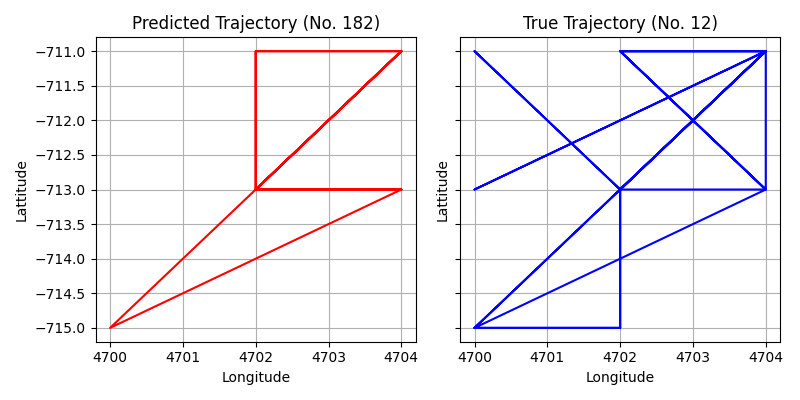 Predicted Trajectory (No. 182)
True Trajectory (No. 12)
−711.0
−711.5
−712.0
−712.5
−713.0
−713.5
−714.0
−714.5
−715.0
Lattitude
Lattitude
4700 4701 4702 4703 4704
4700 4701 4702 4703 4704
Longitude
Longitude